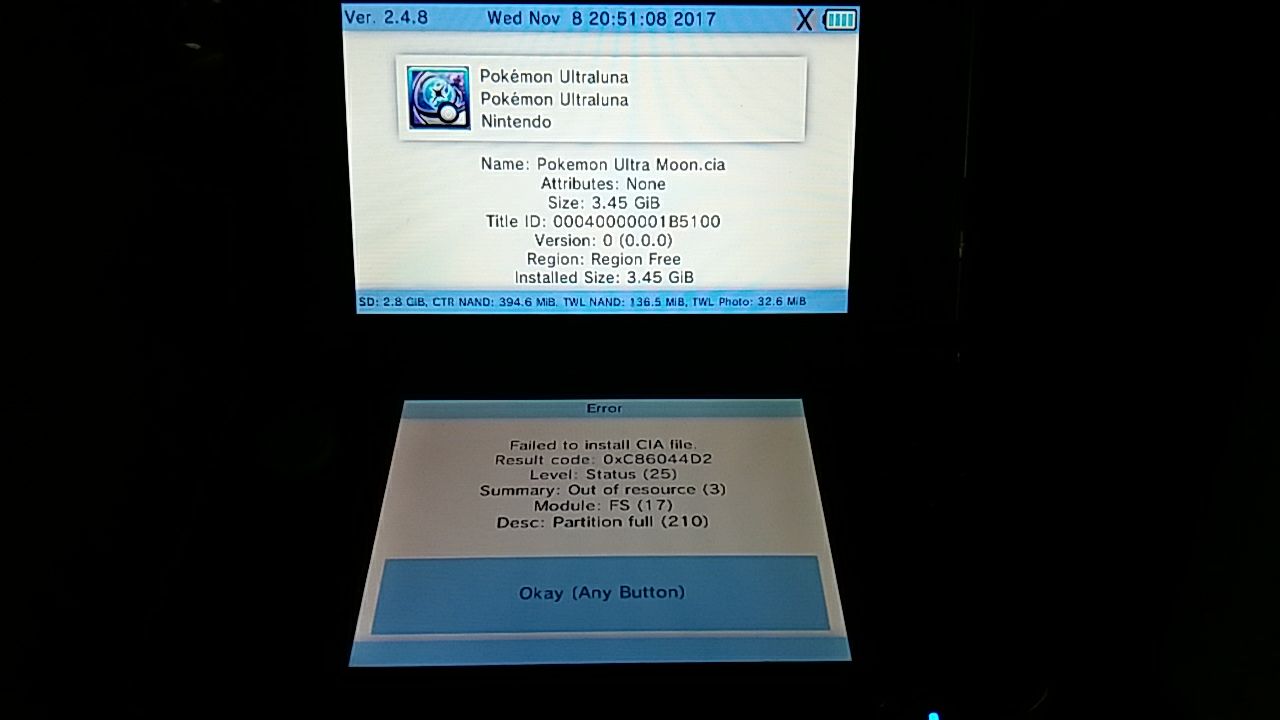 Ver. 2.4.8 Wed Nov 8 20:51:08 2017 X
Pokémon Ultraluna
Pokémon Ultraluna
Nintendo
Name: Pokemon Ultra Moon.cia
Attributes: None
Size: 3.45 GiB
Title ID: 00040000001B5100
Version: 0 (0.0.0)
Region: Region Free
Installed Size: 3.45 GiB
SD: 2.8 GiB, CTR NAND: 394.6 MiB, TWL NAND: 136.5 MiB, TWL Photo: 32.6 MiB
Error
Failed to install CIA file.
Result code: 0xC86044D2
Level: Status (25)
Summary: Out of resource (3)
Module: FS (17)
Desc: Partition full (210)
Okay (Any Button)